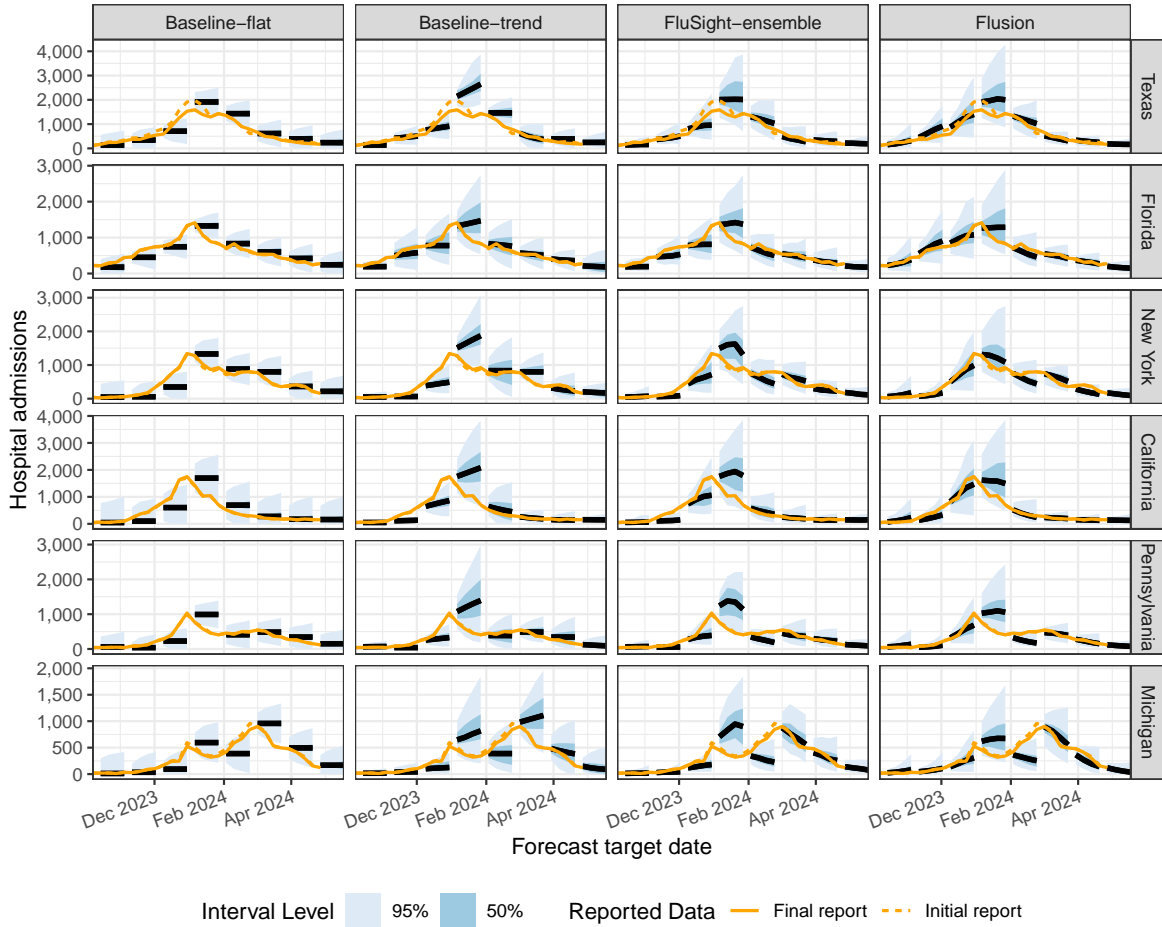 Baseline−flat Baseline−trend FluSight−ensemble Flusion
4,000
3,000
2,000
1,000
0
Texas
3,000
2,000
1,000
0
Florida
3,000
2,000
1,000
0
New York
4,000
3,000
2,000
1,000
0
California
3,000
2,000
1,000
0
Pennsylvania
2,000
1,500
1,000
500
0
Michigan
Hospital admissions
Dec 2023 Feb 2024 Apr 2024 Dec 2023 Feb 2024 Apr 2024 Dec 2023 Feb 2024 Apr 2024 Dec 2023 Feb 2024 Apr 2024
Forecast target date
Interval Level 95% 50% Reported Data Final report Initial report